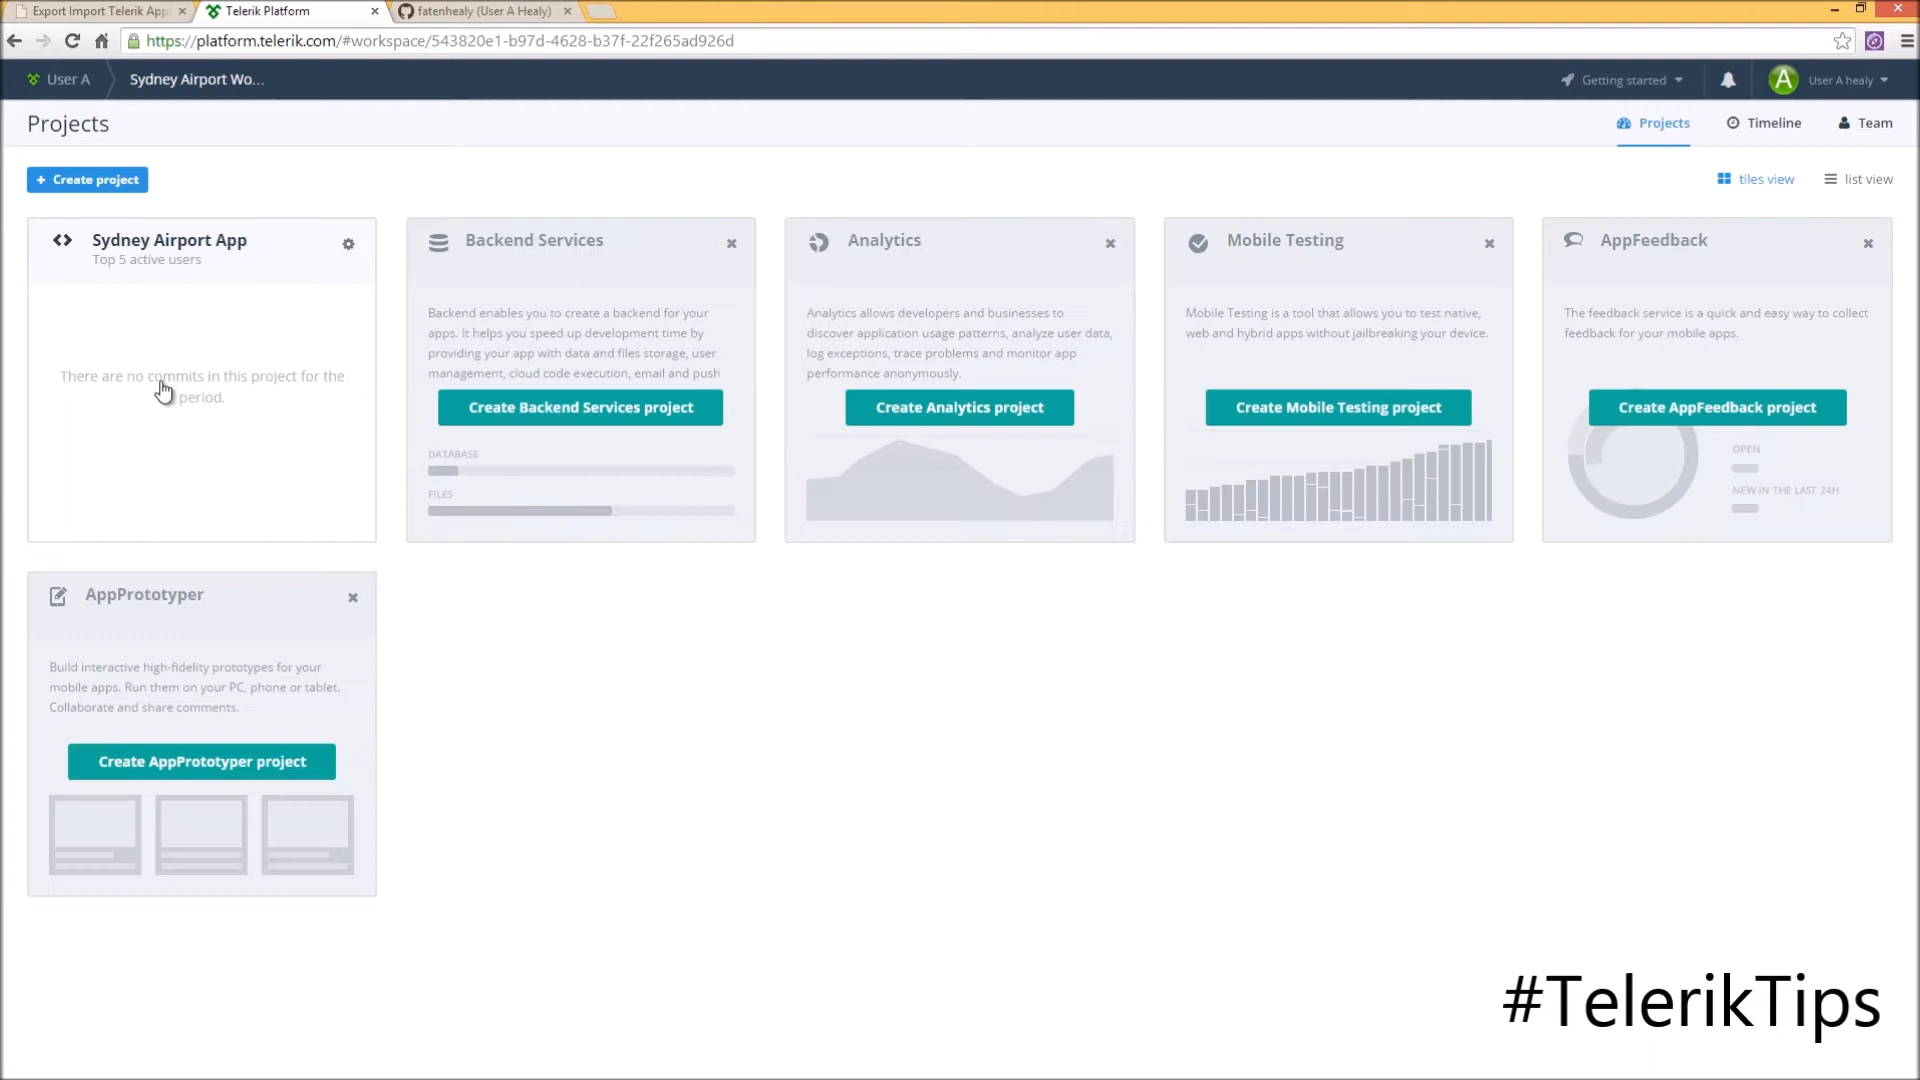 Export Import Telerik App
Telerik Platform
fatenhealy (User A Healy)
https://platform.telerik.com/#workspace/543820e1-b97d-4628-b37f-22f265ad926d
User A
Sydney Airport Wo...
Getting started
A
User A healy
Projects
Projects
Timeline
Team
+ Create project
tiles view
list view
Sydney Airport App
Top 5 active users
There are no commits in this project for the
period.
Backend Services
Backend enables you to create a backend for your
apps. It helps you speed up development time by
providing your app with data and files storage, user
management, cloud code execution, email and push
Create Backend Services project
DATABASE
FILES
Analytics
Analytics allows developers and businesses to
discover application usage patterns, analyze user data,
log exceptions, trace problems and monitor app
performance anonymously.
Create Analytics project
Mobile Testing
Mobile Testing is a tool that allows you to test native,
web and hybrid apps without jailbreaking your device.
Create Mobile Testing project
AppFeedback
The feedback service is a quick and easy way to collect
feedback for your mobile apps.
Create AppFeedback project
OPEN
NEW IN THE LAST 24H
AppPrototyper
Build interactive high-fidelity prototypes for your
mobile apps. Run them on your PC, phone or tablet.
Collaborate and share comments.
Create AppPrototyper project
#TelerikTips